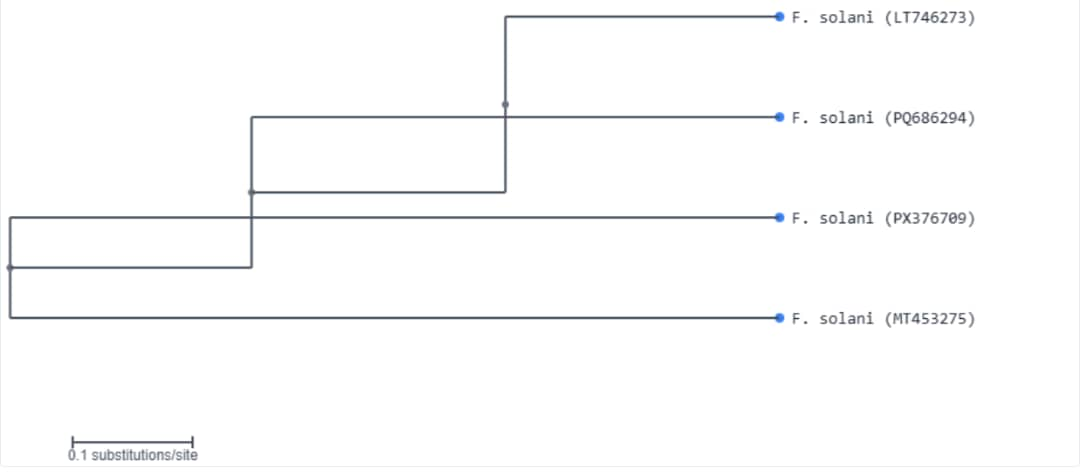 F. solani (LT746273)
F. solani (PQ686294)
F. solani (PX376709)
F. solani (MT453275)
0.1 substitutions/site